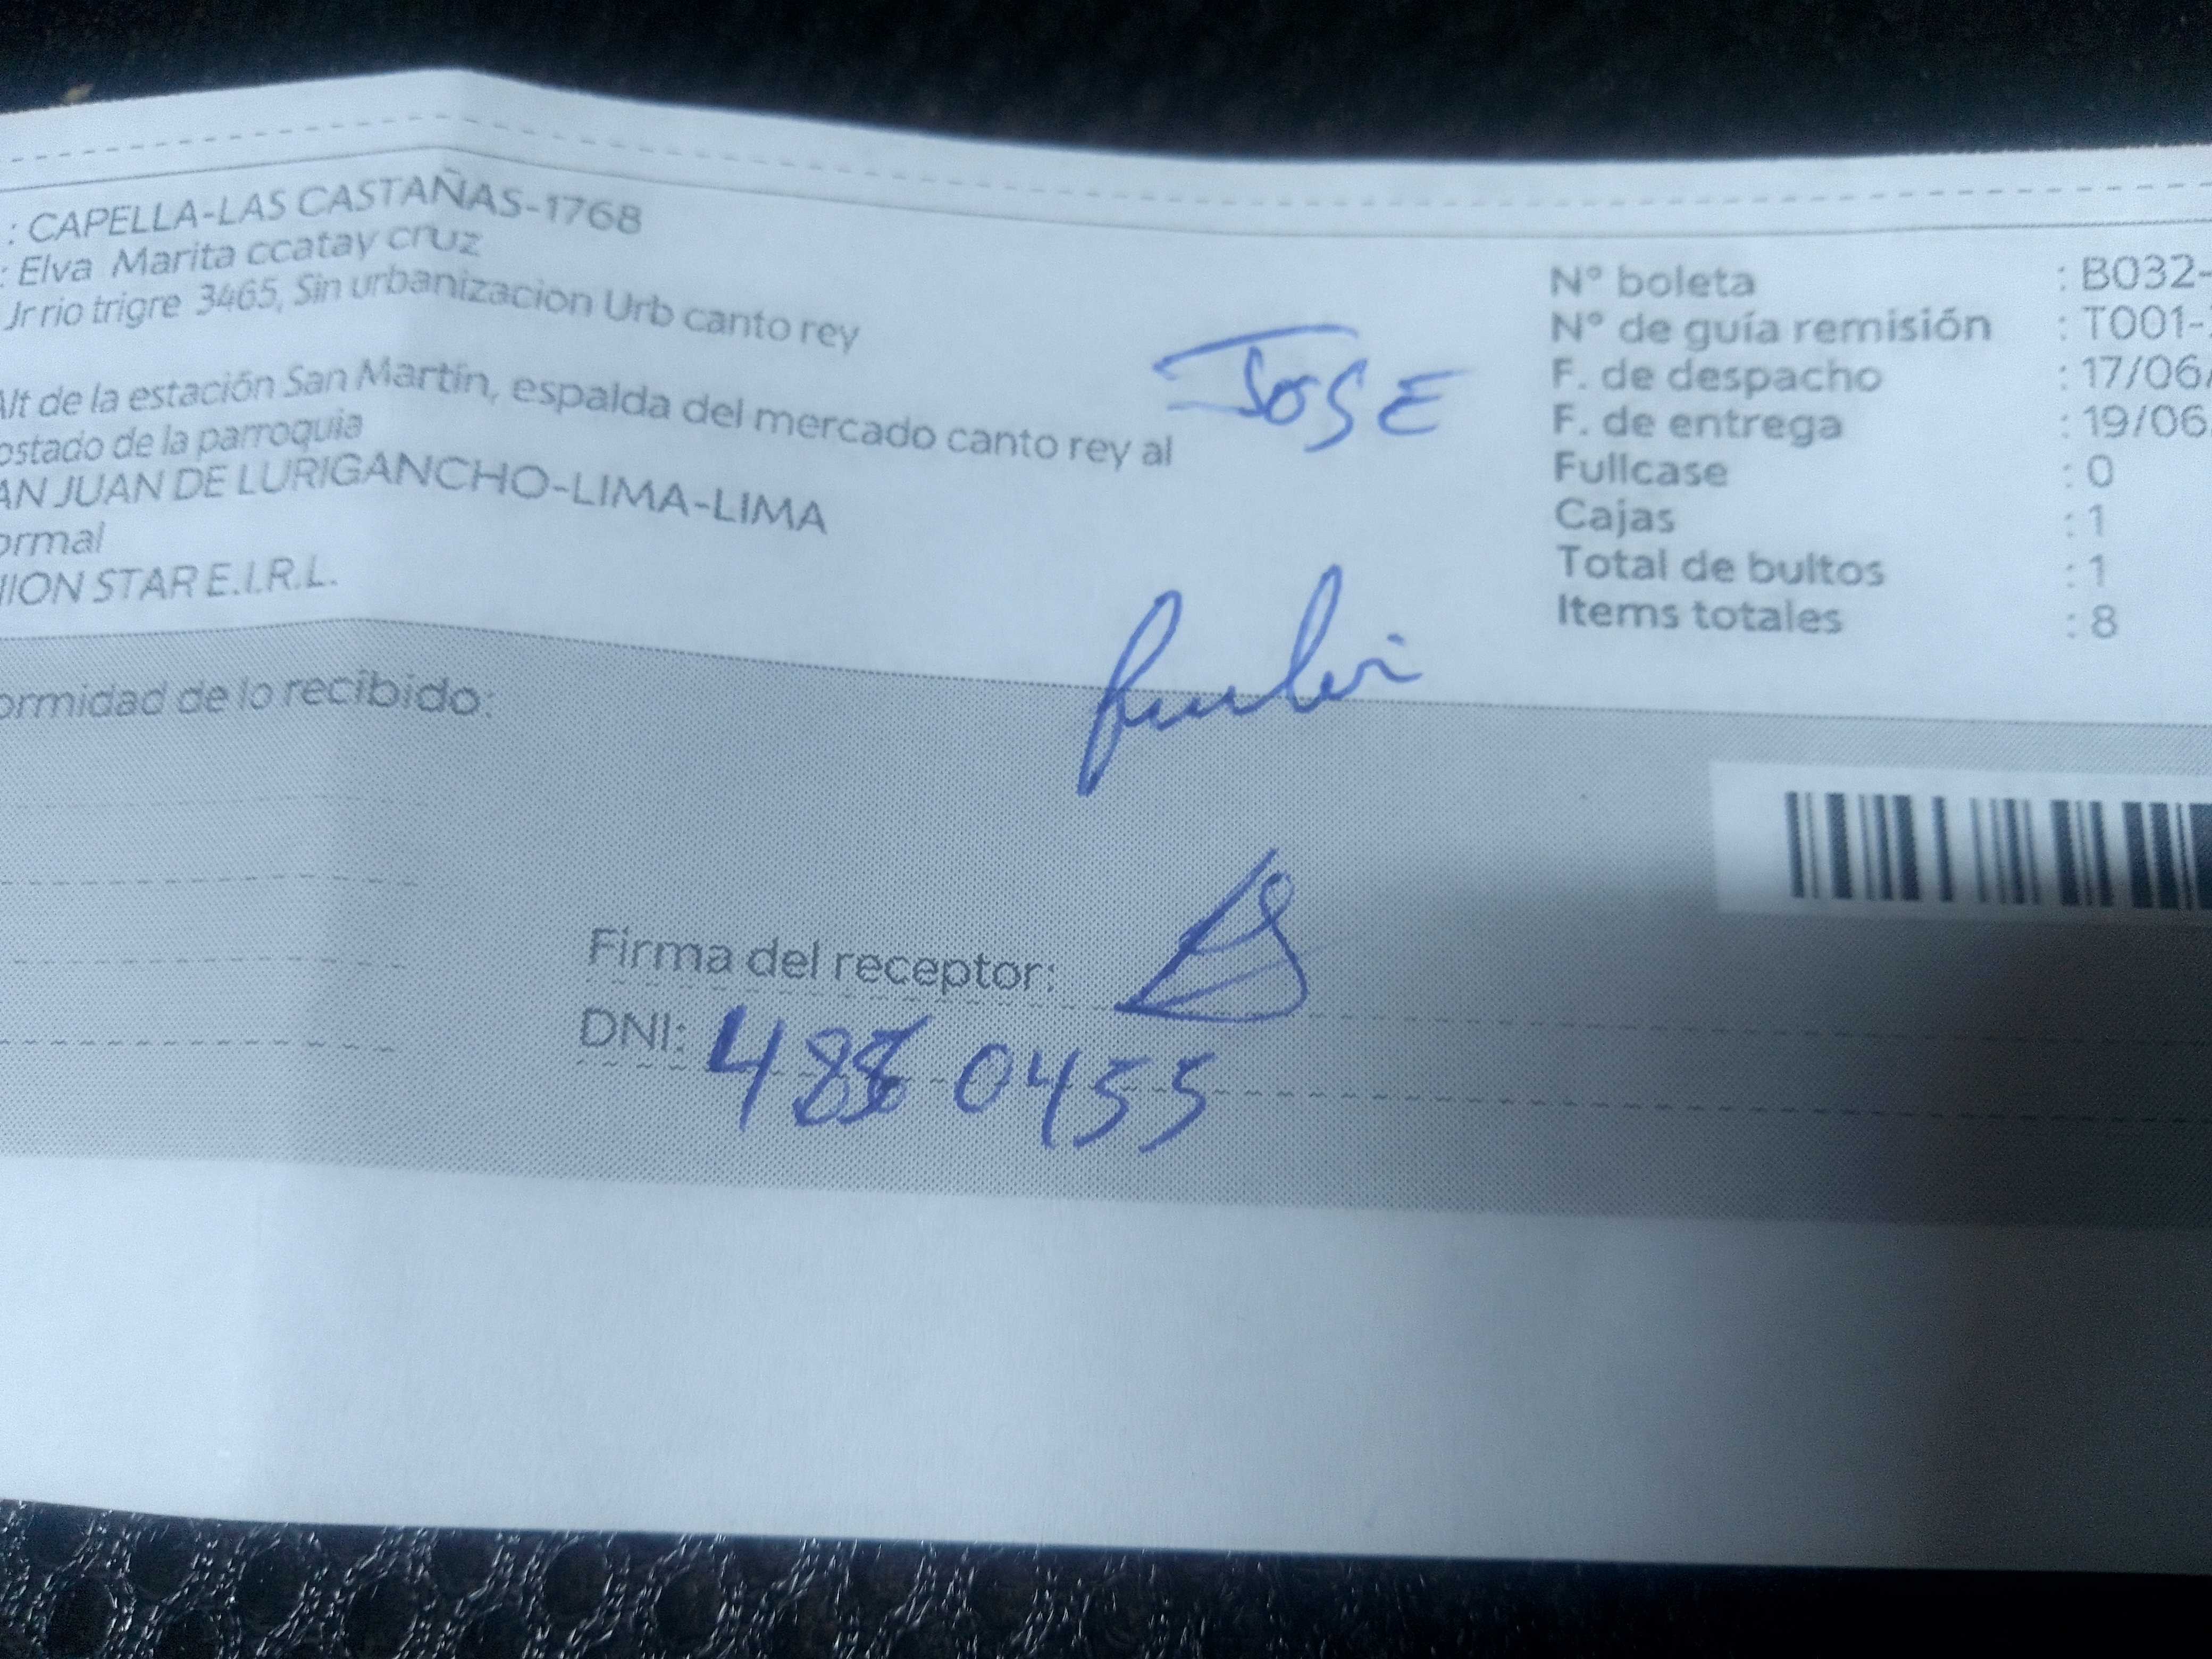 : CAPELLA-LAS CASTAÑAS-1768
: Elva Marita ccatay cruz
Jr rio trigre 3465, Sin urbanizacion Urb canto rey
Alt de la estación San Martín, espalda del mercado canto rey al
ostado de la parroquia
AN JUAN DE LURIGANCHO-LIMA-LIMA
ormal
NION STAR E.I.R.L.
JOSE
Nº boleta : B032-
Nº de guía remisión : T001-
F. de despacho : 17/06/
F. de entrega : 19/06
Fullcase : 0
Cajas : 1
Total de bultos : 1
Items totales : 8
ormidad de lo recibido:
Firma del receptor:
DNI: